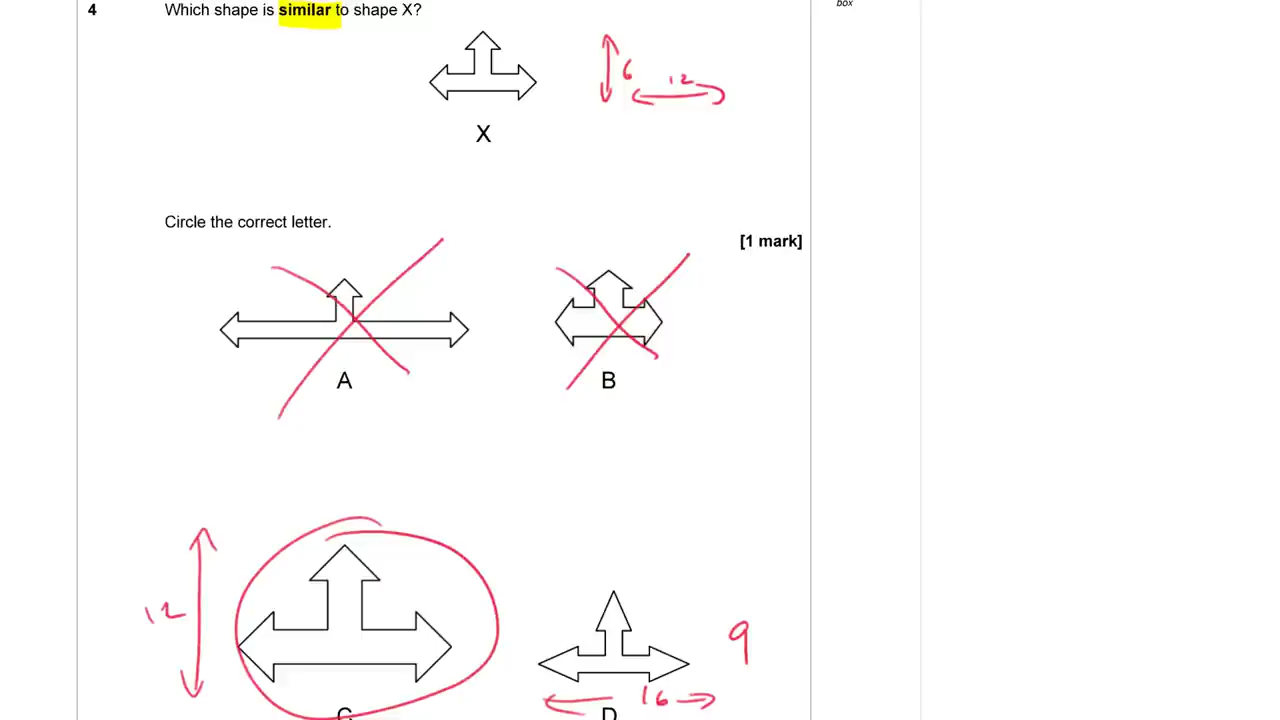 box
4 Which shape is similar to shape X?
6
12
X
Circle the correct letter.
[1 mark]
A
B
12
9
16
C
D